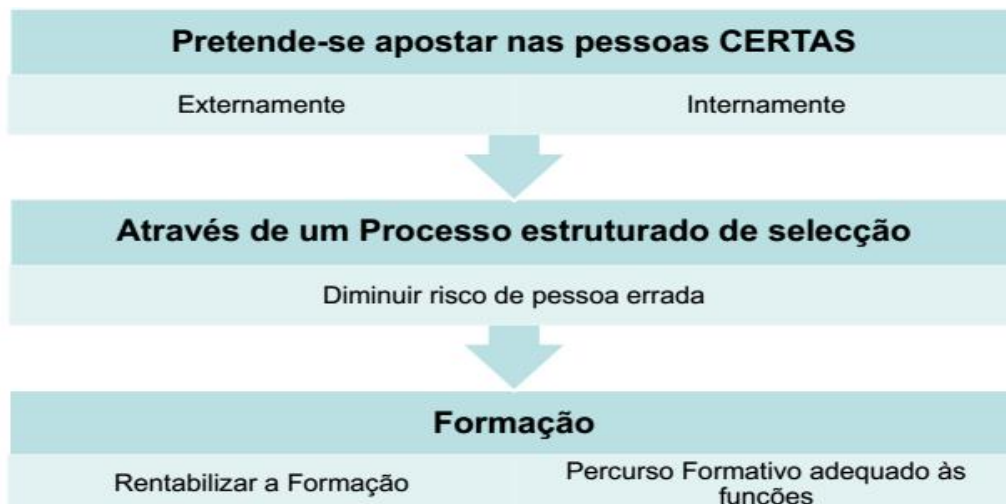 Pretende-se apostar nas pessoas CERTAS
Externamente
Internamente
Através de um Processo estruturado de selecção
Diminuir risco de pessoa errada
Formação
Rentabilizar a Formação
Percurso Formativo adequado às
funções